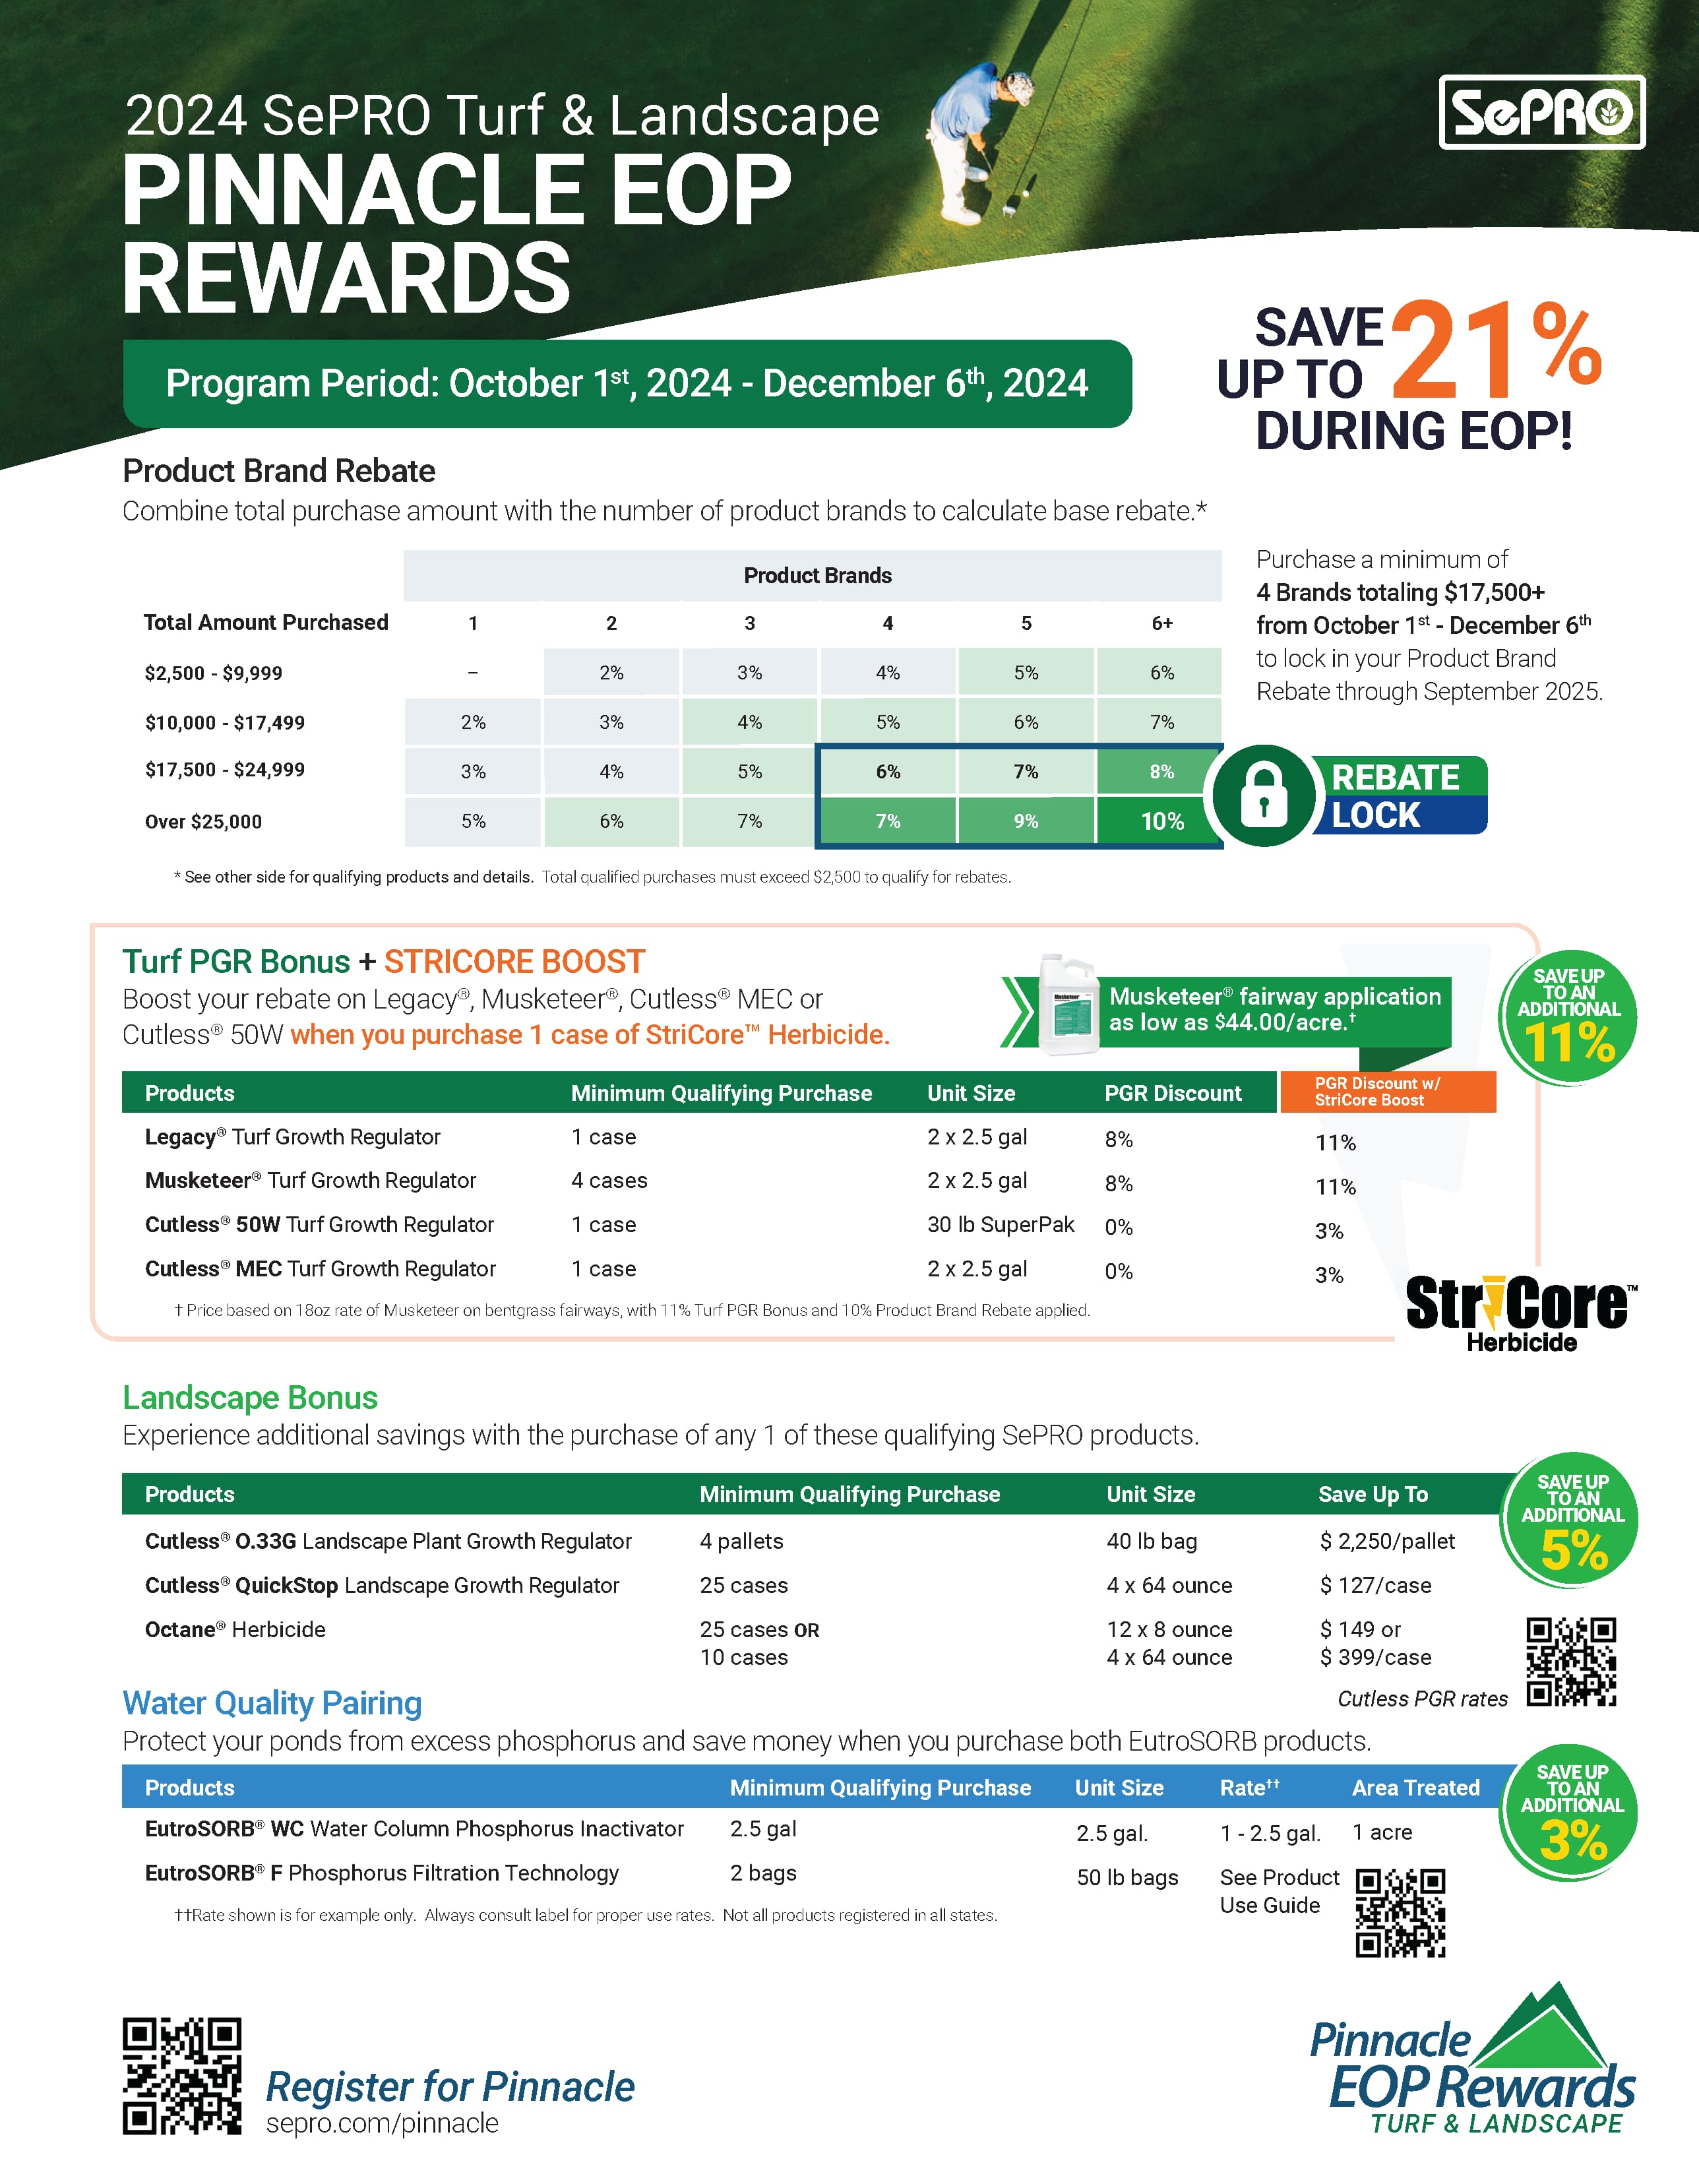 2024 SePRO Turf & Landscape
PINNACLE EOP
REWARDS
SePRO
Program Period: October 1st, 2024 - December 6th, 2024
SAVE
UP TO 21%
DURING EOP!
Product Brand Rebate
Combine total purchase amount with the number of product brands to calculate base rebate.*
Product Brands
Total Amount Purchased 1 2 3 4 5 6+
$2,500 - $9,999 – 2% 3% 4% 5% 6%
$10,000 - $17,499 2% 3% 4% 5% 6% 7%
$17,500 - $24,999 3% 4% 5% 6% 7% 8%
Over $25,000 5% 6% 7% 7% 9% 10%
Purchase a minimum of
4 Brands totaling $17,500+
from October 1st - December 6th
to lock in your Product Brand
Rebate through September 2025.
REBATE
LOCK
* See other side for qualifying products and details. Total qualified purchases must exceed $2,500 to qualify for rebates.
Turf PGR Bonus + STRICORE BOOST
Boost your rebate on Legacy®, Musketeer®, Cutless® MEC or
Cutless® 50W when you purchase 1 case of StriCore™ Herbicide.
Musketeer
Musketeer® fairway application
as low as $44.00/acre.†
SAVE UP
TO AN
ADDITIONAL
11%
Products Minimum Qualifying Purchase Unit Size PGR Discount PGR Discount w/
StriCore Boost
Legacy® Turf Growth Regulator 1 case 2 x 2.5 gal 8% 11%
Musketeer® Turf Growth Regulator 4 cases 2 x 2.5 gal 8% 11%
Cutless® 50W Turf Growth Regulator 1 case 30 lb SuperPak 0% 3%
Cutless® MEC Turf Growth Regulator 1 case 2 x 2.5 gal 0% 3%
† Price based on 18oz rate of Musketeer on bentgrass fairways, with 11% Turf PGR Bonus and 10% Product Brand Rebate applied.
StriCore™
Herbicide
Landscape Bonus
Experience additional savings with the purchase of any 1 of these qualifying SePRO products.
SAVE UP
TO AN
ADDITIONAL
5%
Products Minimum Qualifying Purchase Unit Size Save Up To
Cutless® 0.33G Landscape Plant Growth Regulator 4 pallets 40 lb bag $ 2,250/pallet
Cutless® QuickStop Landscape Growth Regulator 25 cases 4 x 64 ounce $ 127/case
Octane® Herbicide 25 cases OR 12 x 8 ounce $ 149 or
10 cases 4 x 64 ounce $ 399/case
Cutless PGR rates
Water Quality Pairing
Protect your ponds from excess phosphorus and save money when you purchase both EutroSORB products.
SAVE UP
TO AN
ADDITIONAL
3%
Products Minimum Qualifying Purchase Unit Size Rate†† Area Treated
EutroSORB® WC Water Column Phosphorus Inactivator 2.5 gal 2.5 gal. 1 - 2.5 gal. 1 acre
EutroSORB® F Phosphorus Filtration Technology 2 bags 50 lb bags See Product
Use Guide
††Rate shown is for example only. Always consult label for proper use rates. Not all products registered in all states.
Register for Pinnacle
sepro.com/pinnacle
Pinnacle
EOP Rewards
TURF & LANDSCAPE